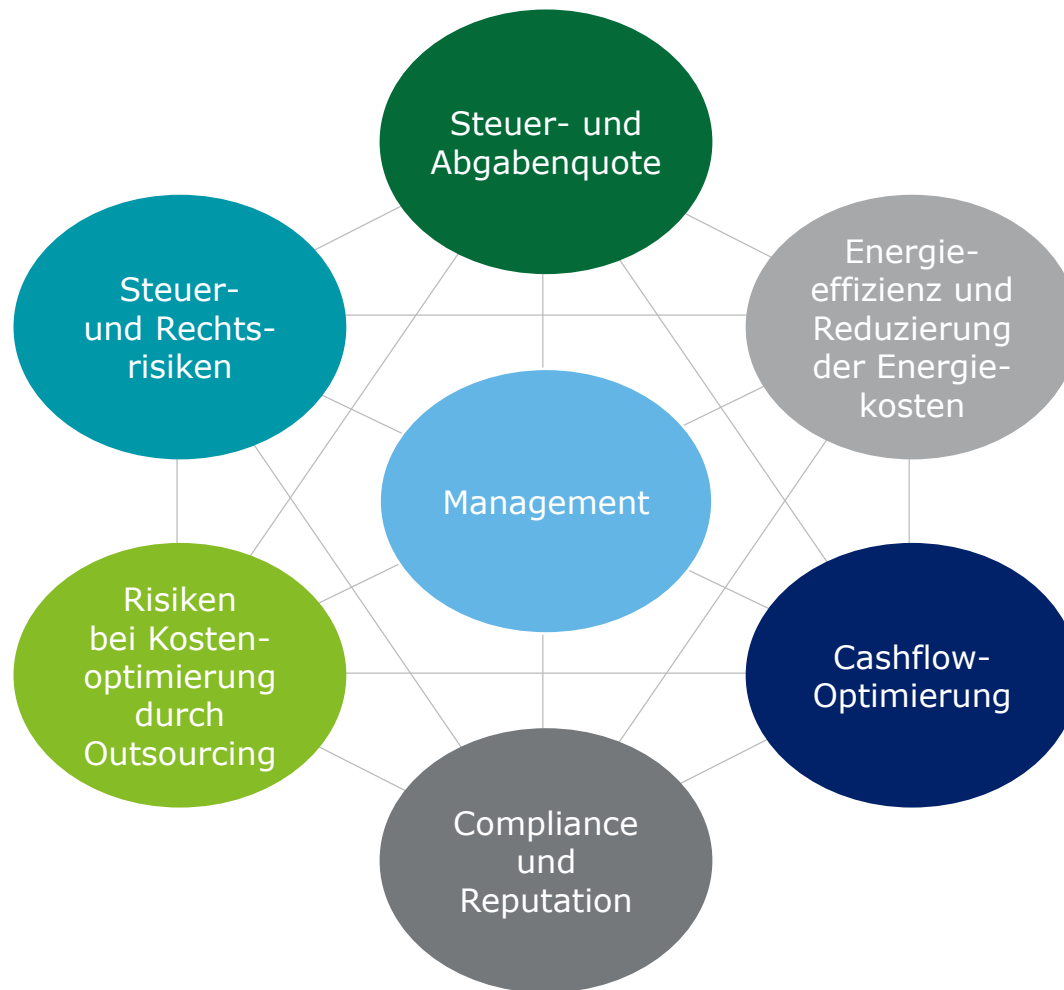 Steuer- und
Abgabenquote
Steuer-
und Rechts-
risiken
Energie-
effizienz und
Reduzierung
der Energie-
kosten
Management
Risiken
bei Kosten-
optimierung
durch
Outsourcing
Cashflow-
Optimierung
Compliance
und
Reputation